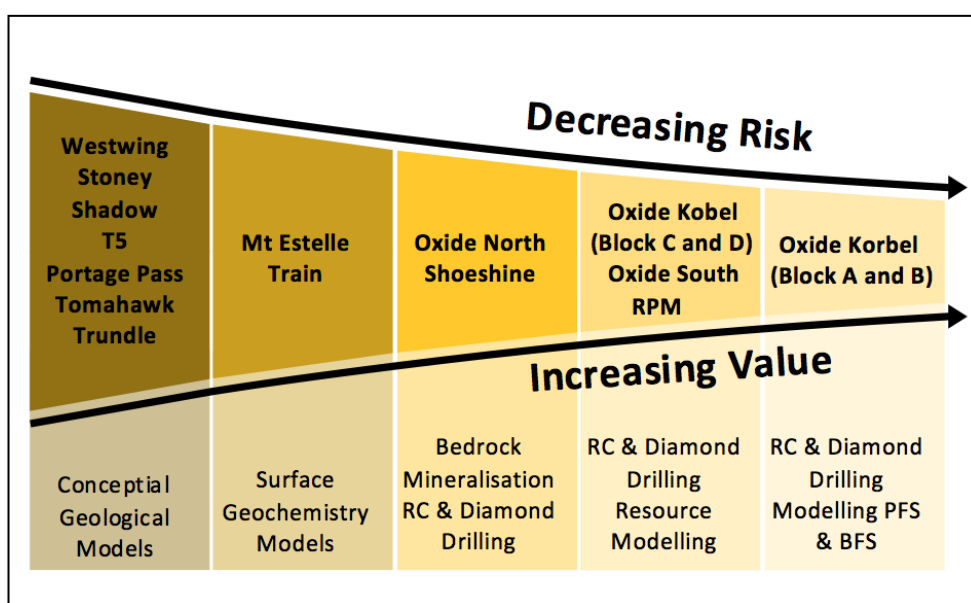 Decreasing Risk
Westwing
Stoney
Shadow
T5
Portage Pass
Tomahawk
Trundle
Mt Estelle
Train
Oxide North
Shoeshine
Oxide Kobel
(Block C and D)
Oxide South
RPM
Oxide Korbel
(Block A and B)
Increasing Value
Conceptial
Geological
Models
Surface
Geochemistry
Models
Bedrock
Mineralisation
RC & Diamond
Drilling
RC & Diamond
Drilling
Resource
Modelling
RC & Diamond
Drilling
Modelling PFS
& BFS